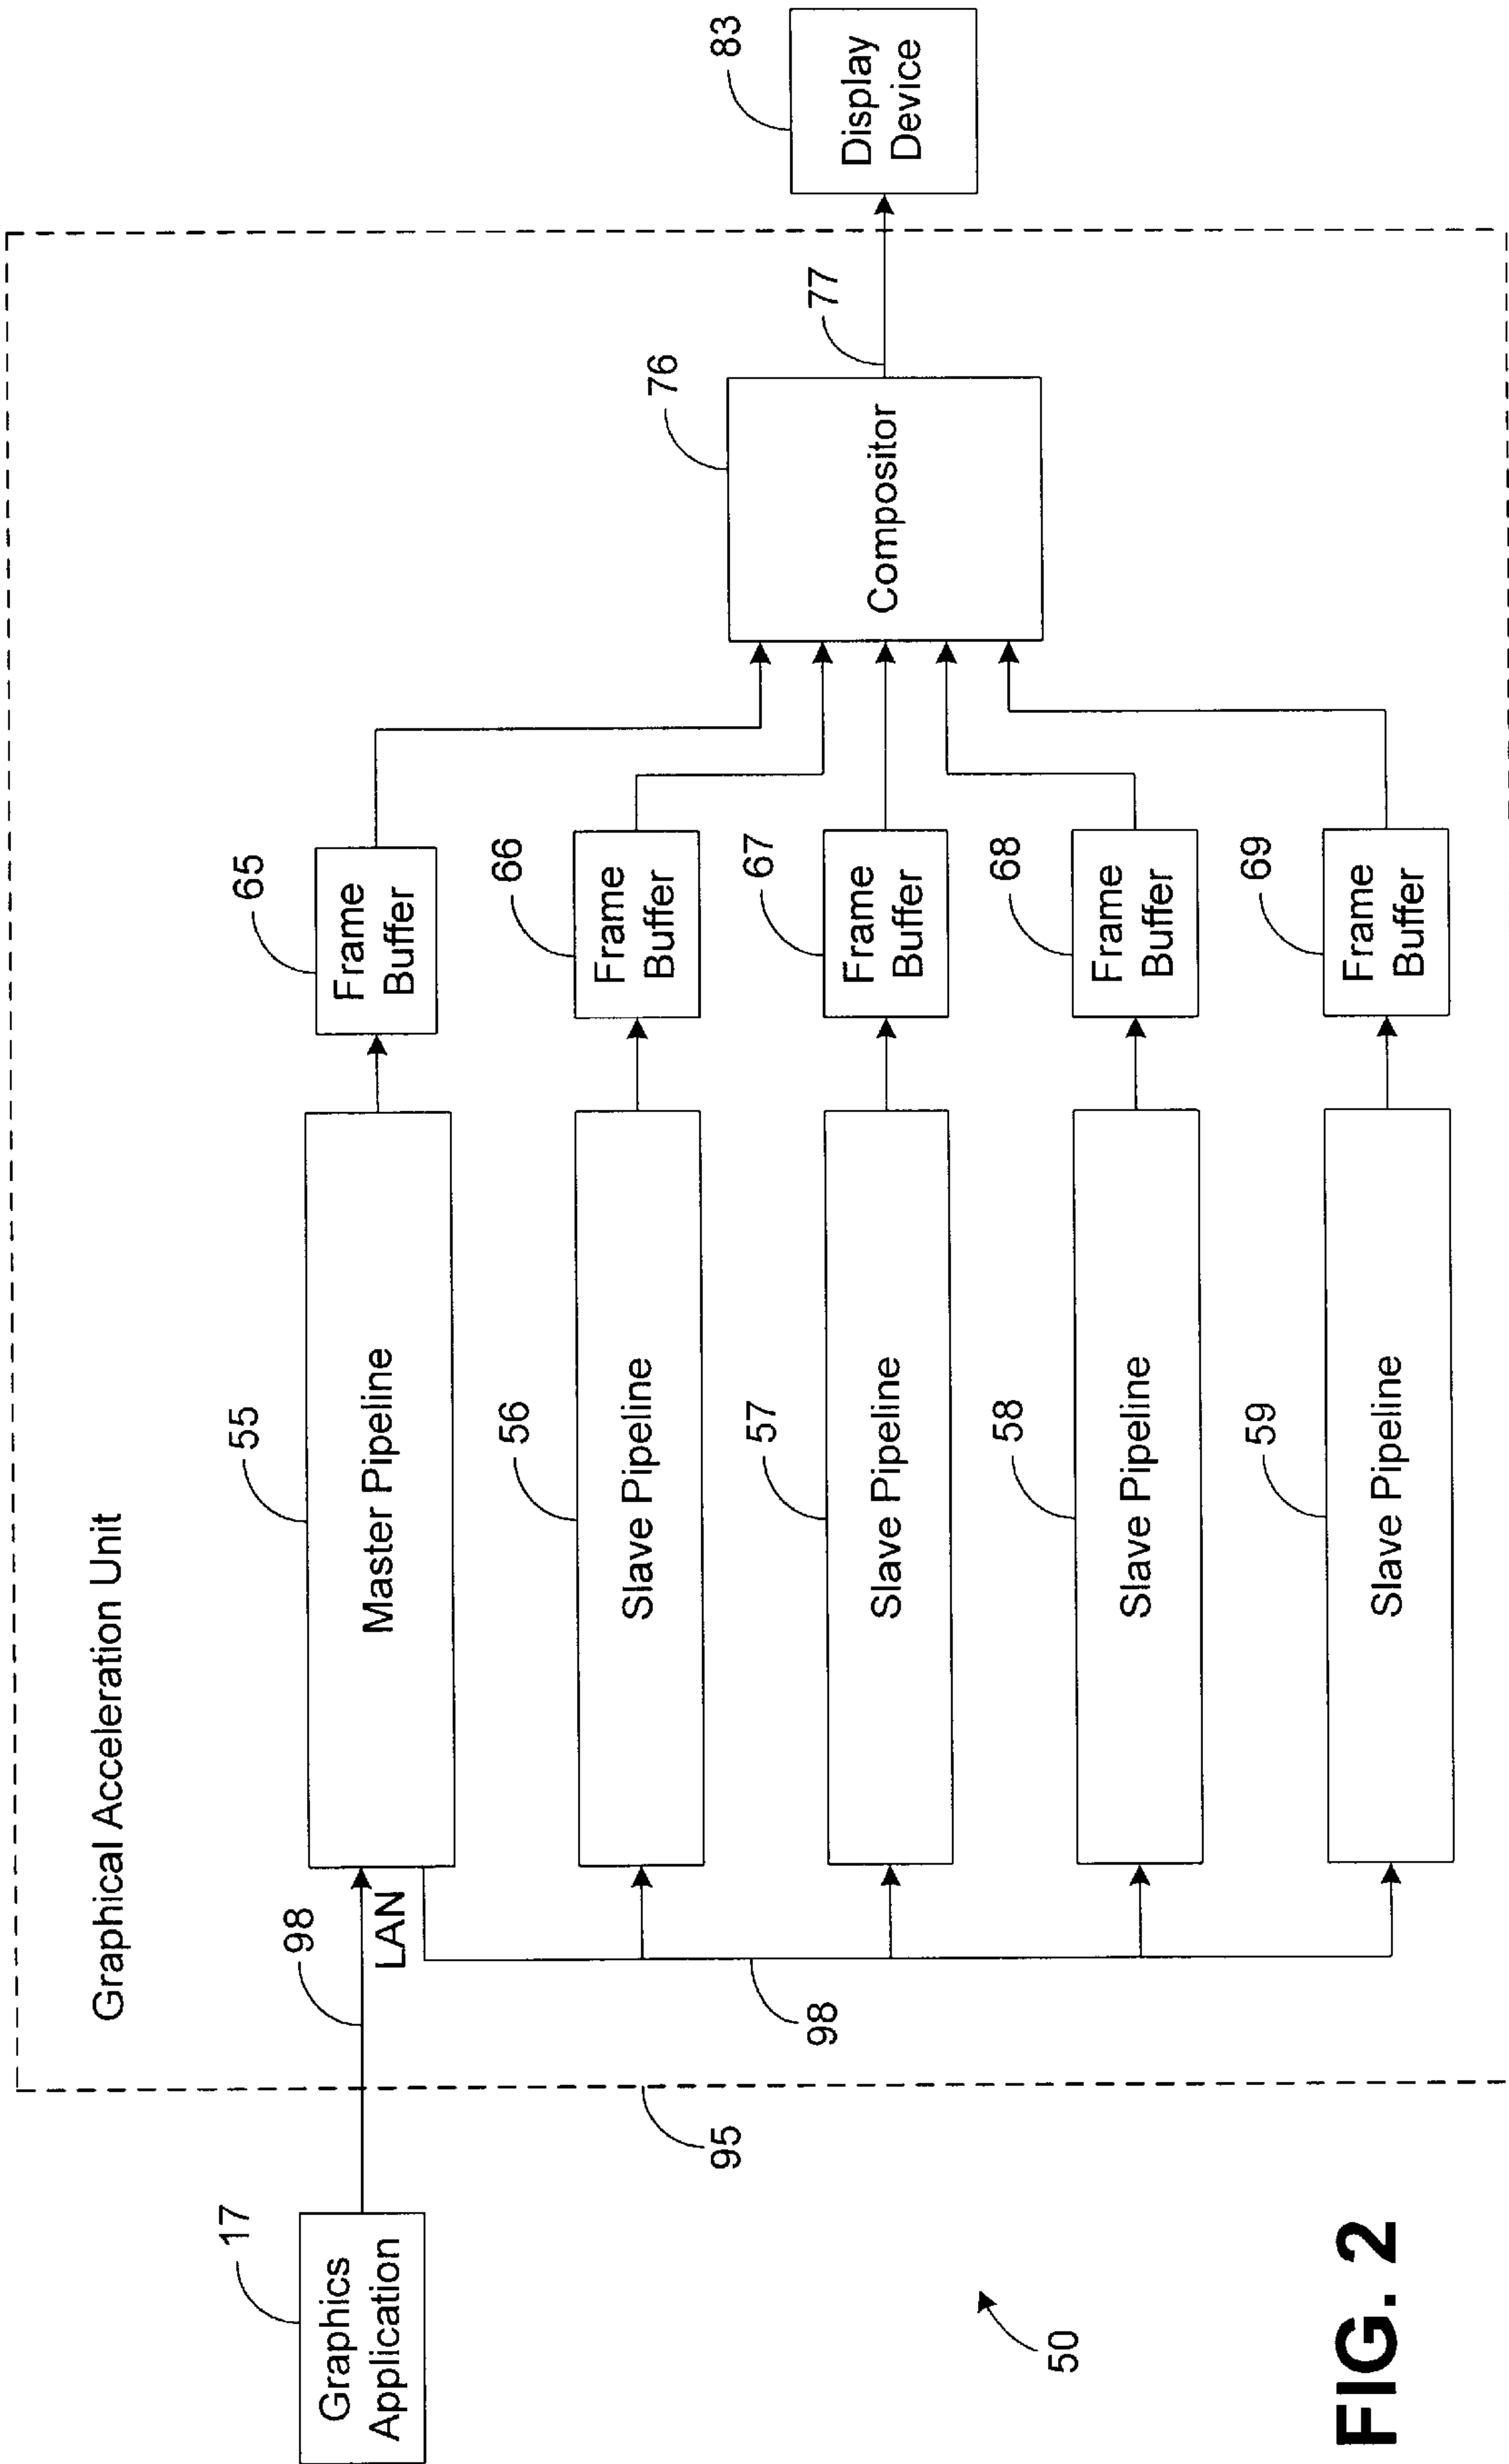 Graphical Acceleration Unit
17
Graphics
Application
98
LAN
55
Master Pipeline
65
Frame
Buffer
56
Slave Pipeline
66
Frame
Buffer
57
Slave Pipeline
67
Frame
Buffer
58
Slave Pipeline
68
Frame
Buffer
59
Slave Pipeline
69
Frame
Buffer
98
95
76
Compositor
77
83
Display
Device
50
FIG. 2